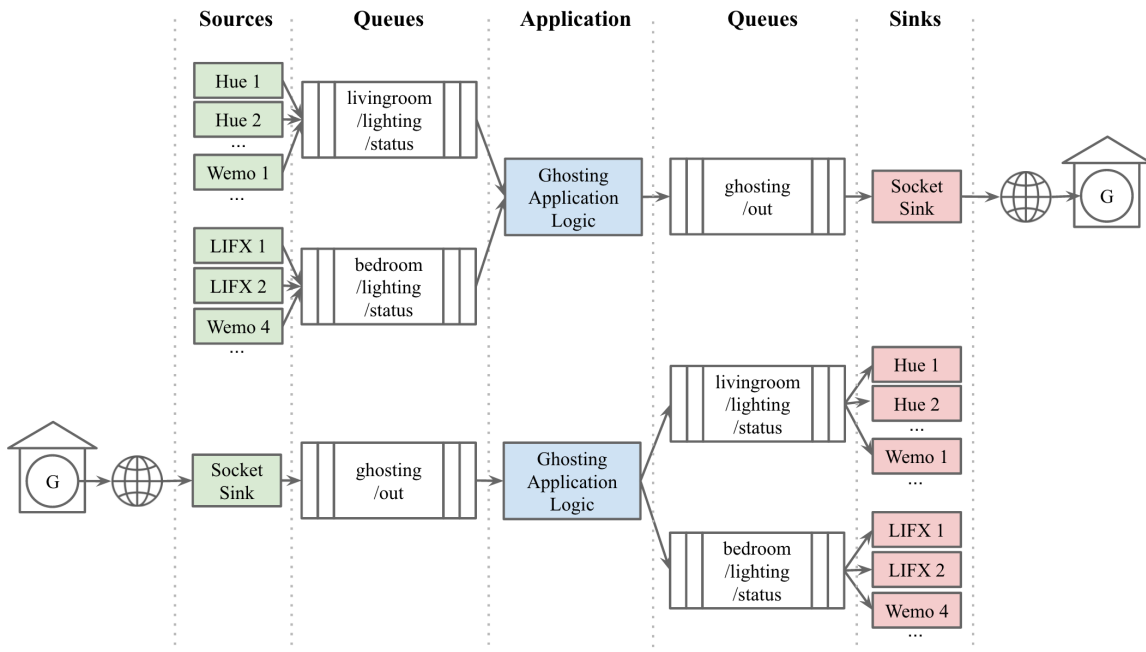 Sources
Queues
Application
Queues
Sinks
Hue 1
Hue 2
...
Wemo 1
...
livingroom
/lighting
/status
LIFX 1
LIFX 2
Wemo 4
...
bedroom
/lighting
/status
Ghosting
Application
Logic
ghosting
/out
Socket
Sink
G
G
Socket
Sink
ghosting
/out
Ghosting
Application
Logic
livingroom
/lighting
/status
Hue 1
Hue 2
...
Wemo 1
...
bedroom
/lighting
/status
LIFX 1
LIFX 2
Wemo 4
...